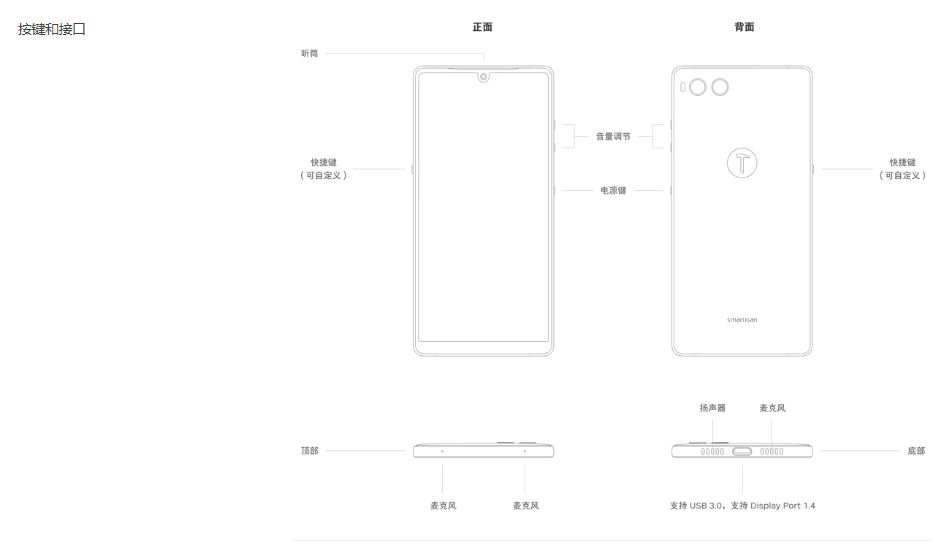 按键和接口
正面
背面
听筒
音量调节
快捷键
（可自定义）
电源键
快捷键
（可自定义）
smartisan
扬声器
麦克风
顶部
底部
麦克风
麦克风
支持 USB 3.0，支持 Display Port 1.4